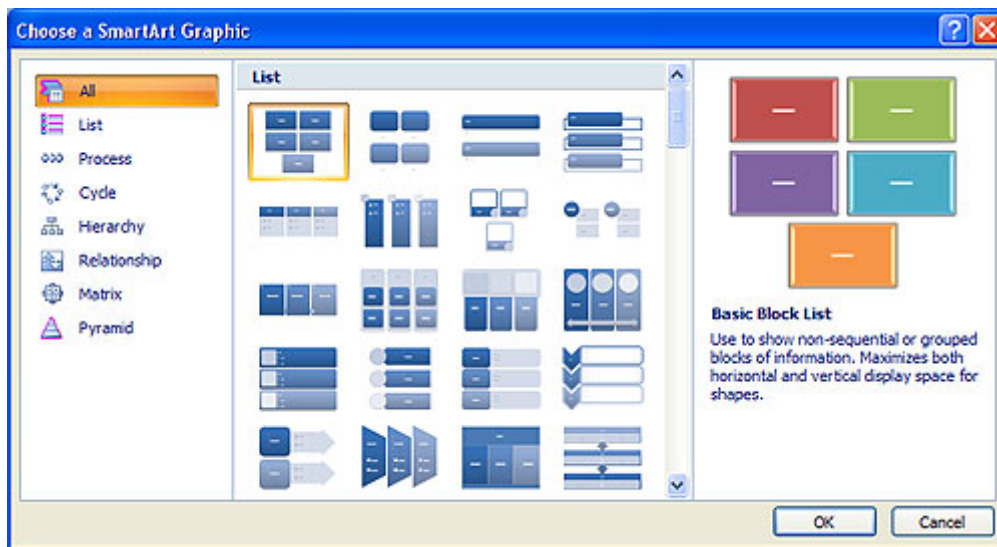 Choose a SmartArt Graphic
All
List
Process
Cycle
Hierarchy
Relationship
Matrix
Pyramid
List
Basic Block List
Use to show non-sequential or grouped
blocks of information. Maximizes both
horizontal and vertical display space for
shapes.
OK
Cancel